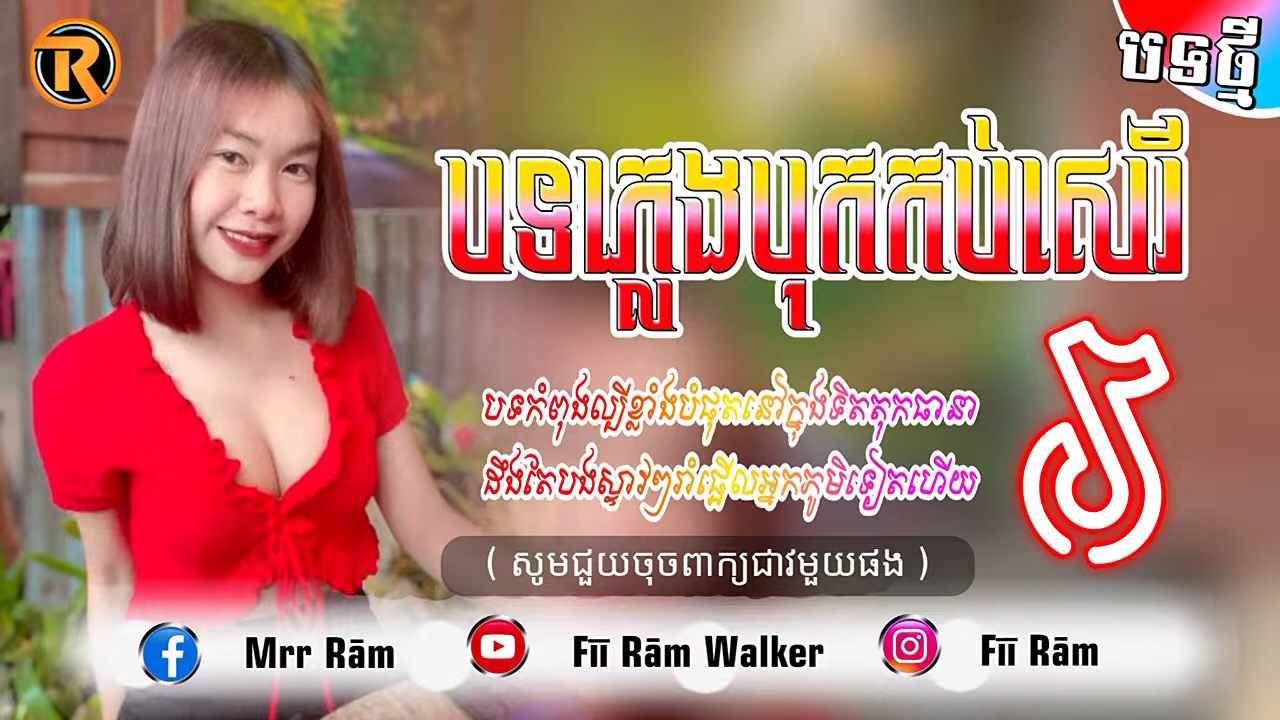 បទថ្មី
បទភ្លេងបុកកប់ស៊េរី
បទកំពុងល្បីខ្លាំងបំផុតនៅក្នុងទិតតុកធានា
ដឹងតែបងស្ទាវៗរាំផ្អើលអ្នកភូមិទៀតហើយ
( សូមជួយចុចពាក្យជាវមួយផង )
Mrr Rām
Fīī Rām Walker
Fīī Rām